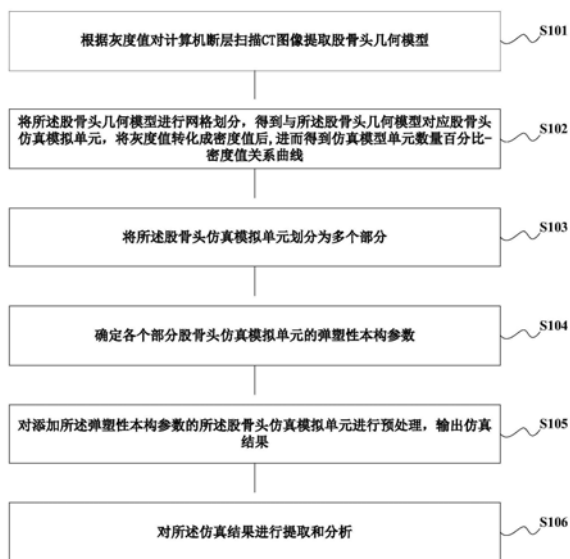 根据灰度值对计算机断层扫描CT图像提取股骨头几何模型
S101
将所述股骨头几何模型进行网格划分，得到与所述股骨头几何模型对应股骨头
仿真模拟单元，将灰度值转化成密度值后,进而得到仿真模型单元数量百分比-
密度值关系曲线
S102
将所述股骨头仿真模拟单元划分为多个部分
S103
确定各个部分股骨头仿真模拟单元的弹塑性本构参数
S104
对添加所述弹塑性本构参数的所述股骨头仿真模拟单元进行预处理，输出仿真
结果
S105
对所述仿真结果进行提取和分析
S106